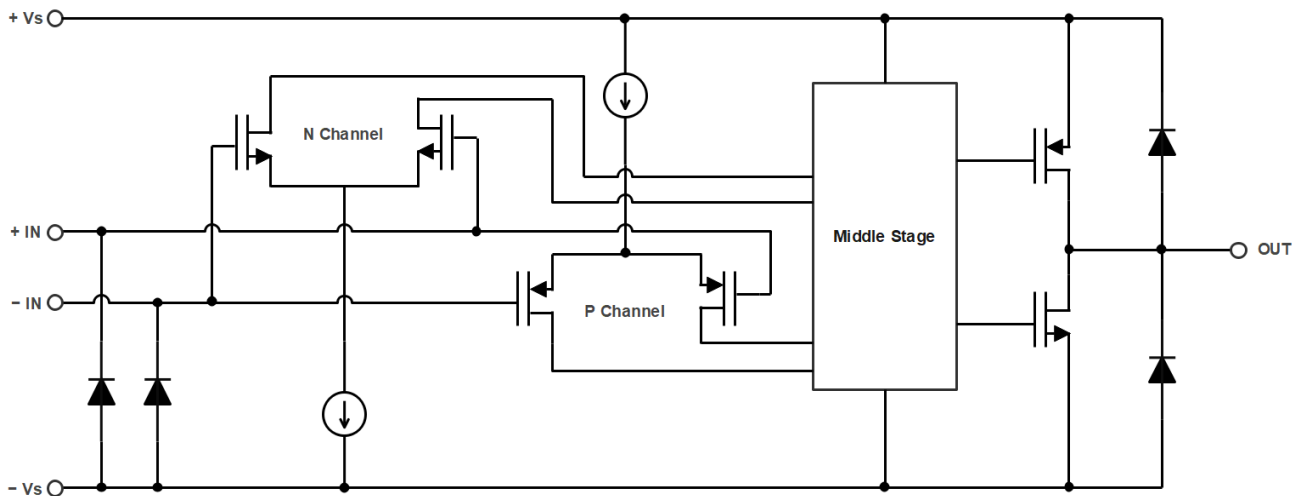 + Vs
N Channel
+ IN
Middle Stage
OUT
− IN
P Channel
− Vs